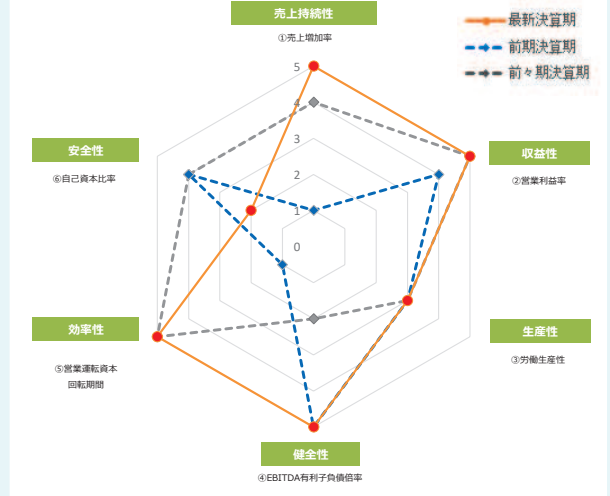 売上持続性
①売上増加率
最新決算期
前期決算期
前々期決算期
5
4
3
2
1
0
安全性
⑥自己資本比率
収益性
②営業利益率
効率性
⑤営業運転資本
回転期間
生産性
③労働生産性
健全性
④EBITDA有利子負債倍率